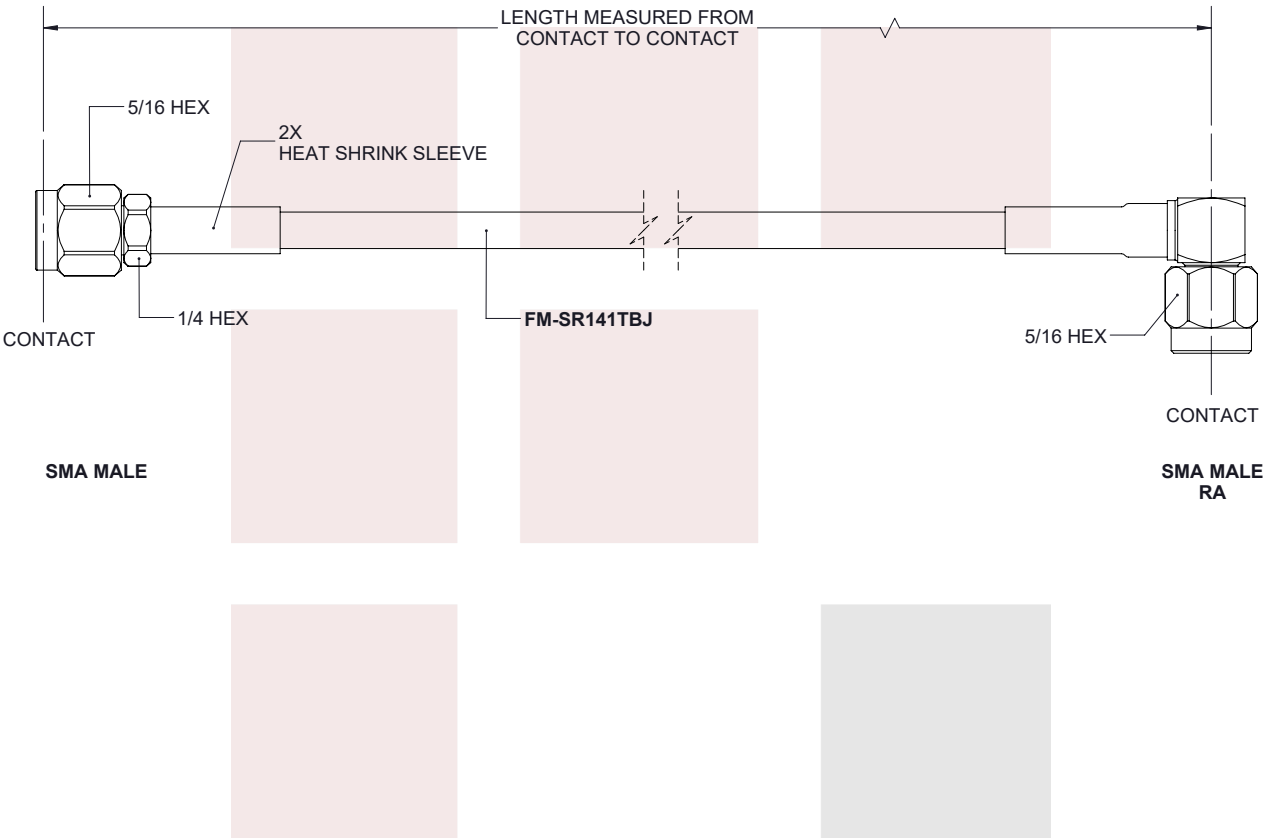 LENGTH MEASURED FROM
CONTACT TO CONTACT
5/16 HEX
2X
HEAT SHRINK SLEEVE
1/4 HEX
FM-SR141TBJ
5/16 HEX
CONTACT
CONTACT
SMA MALE
SMA MALE
RA